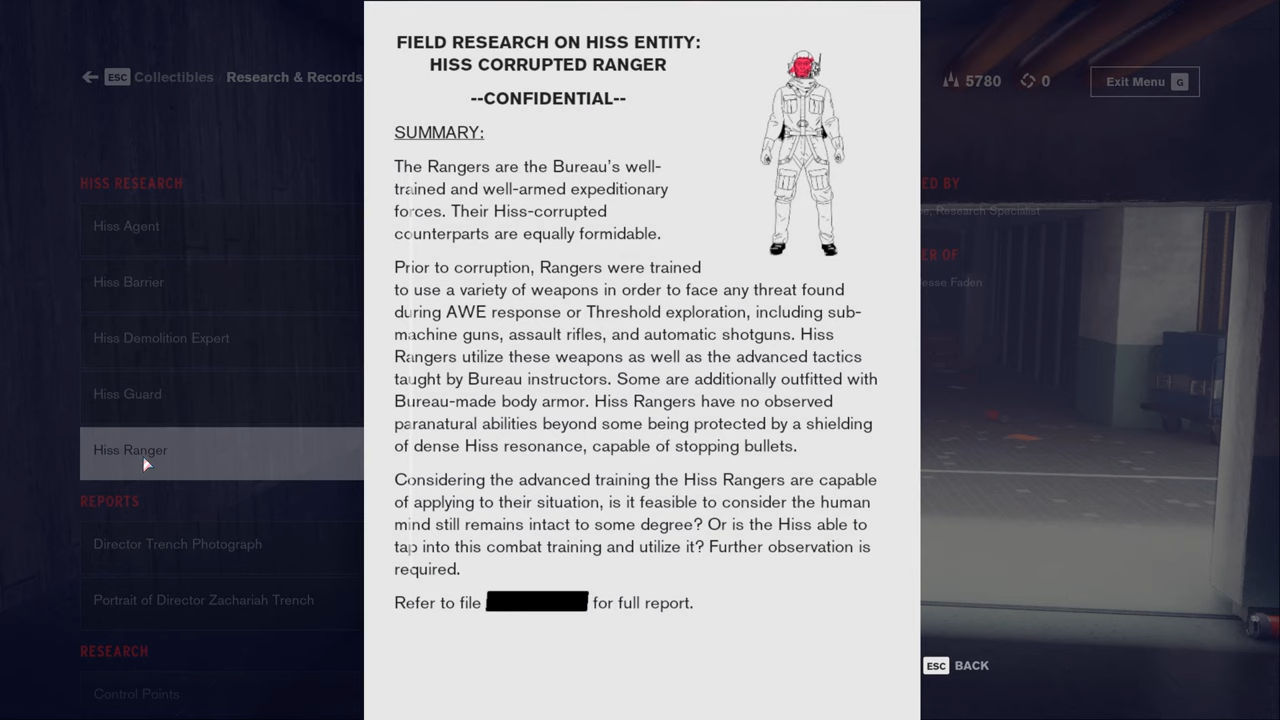 FIELD RESEARCH ON HISS ENTITY:
HISS CORRUPTED RANGER
--CONFIDENTIAL--
SUMMARY:
The Rangers are the Bureau's well-
trained and well-armed expeditionary
forces. Their Hiss-corrupted
counterparts are equally formidable.
Prior to corruption, Rangers were trained
to use a variety of weapons in order to face any threat found
during AWE response or Threshold exploration, including sub-
machine guns, assault rifles, and automatic shotguns. Hiss
Rangers utilize these weapons as well as the advanced tactics
taught by Bureau instructors. Some are additionally outfitted with
Bureau-made body armor. Hiss Rangers have no observed
paranatural abilities beyond some being protected by a shielding
of dense Hiss resonance, capable of stopping bullets.
Considering the advanced training the Hiss Rangers are capable
of applying to their situation, is it feasible to consider the human
mind still remains intact to some degree? Or is the Hiss able to
tap into this combat training and utilize it? Further observation is
required.
Refer to file for full report.
ESC Collectibles / Research & Records
5780 0
Exit Menu G
HISS RESEARCH
Hiss Agent
Hiss Barrier
Hiss Demolition Expert
Hiss Guard
Hiss Ranger
REPORTS
Director Trench Photograph
Portrait of Director Zachariah Trench
RESEARCH
Control Points
ED BY
Research Specialist
ER OF
Faden
ESC BACK